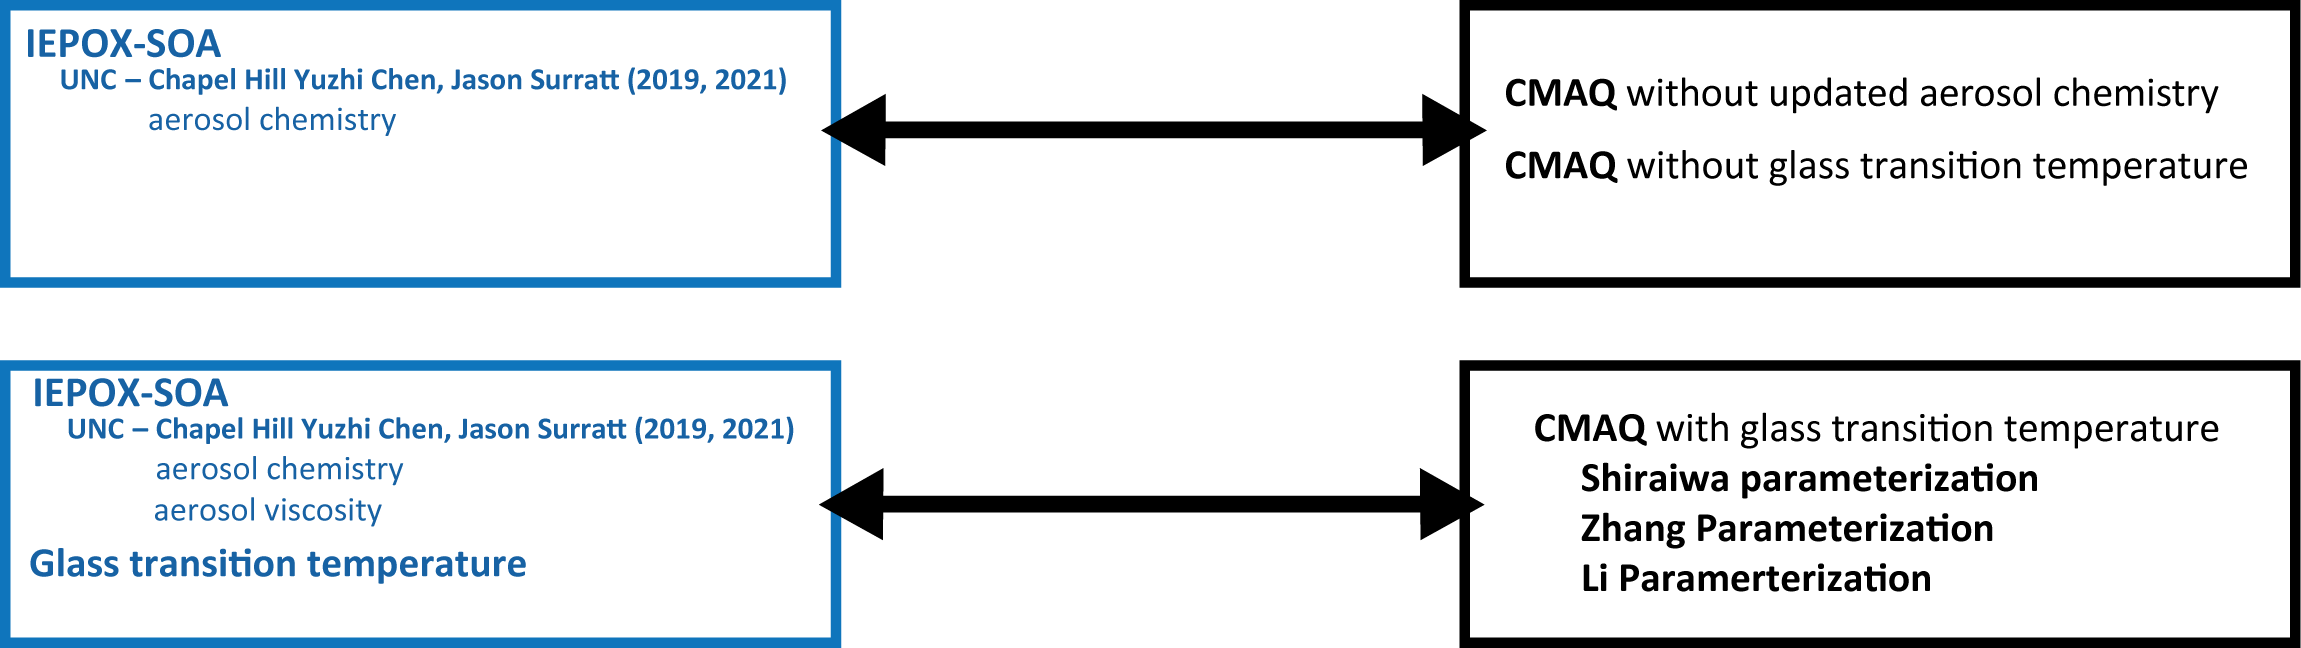 IEPOX-SOA
UNC – Chapel Hill Yuzhi Chen, Jason Surratt (2019, 2021)
aerosol chemistry
CMAQ without updated aerosol chemistry
CMAQ without glass transition temperature
IEPOX-SOA
UNC – Chapel Hill Yuzhi Chen, Jason Surratt (2019, 2021)
aerosol chemistry
aerosol viscosity
Glass transition temperature
CMAQ with glass transition temperature
Shiraiwa parameterization
Zhang Parameterization
Li Paramerterization